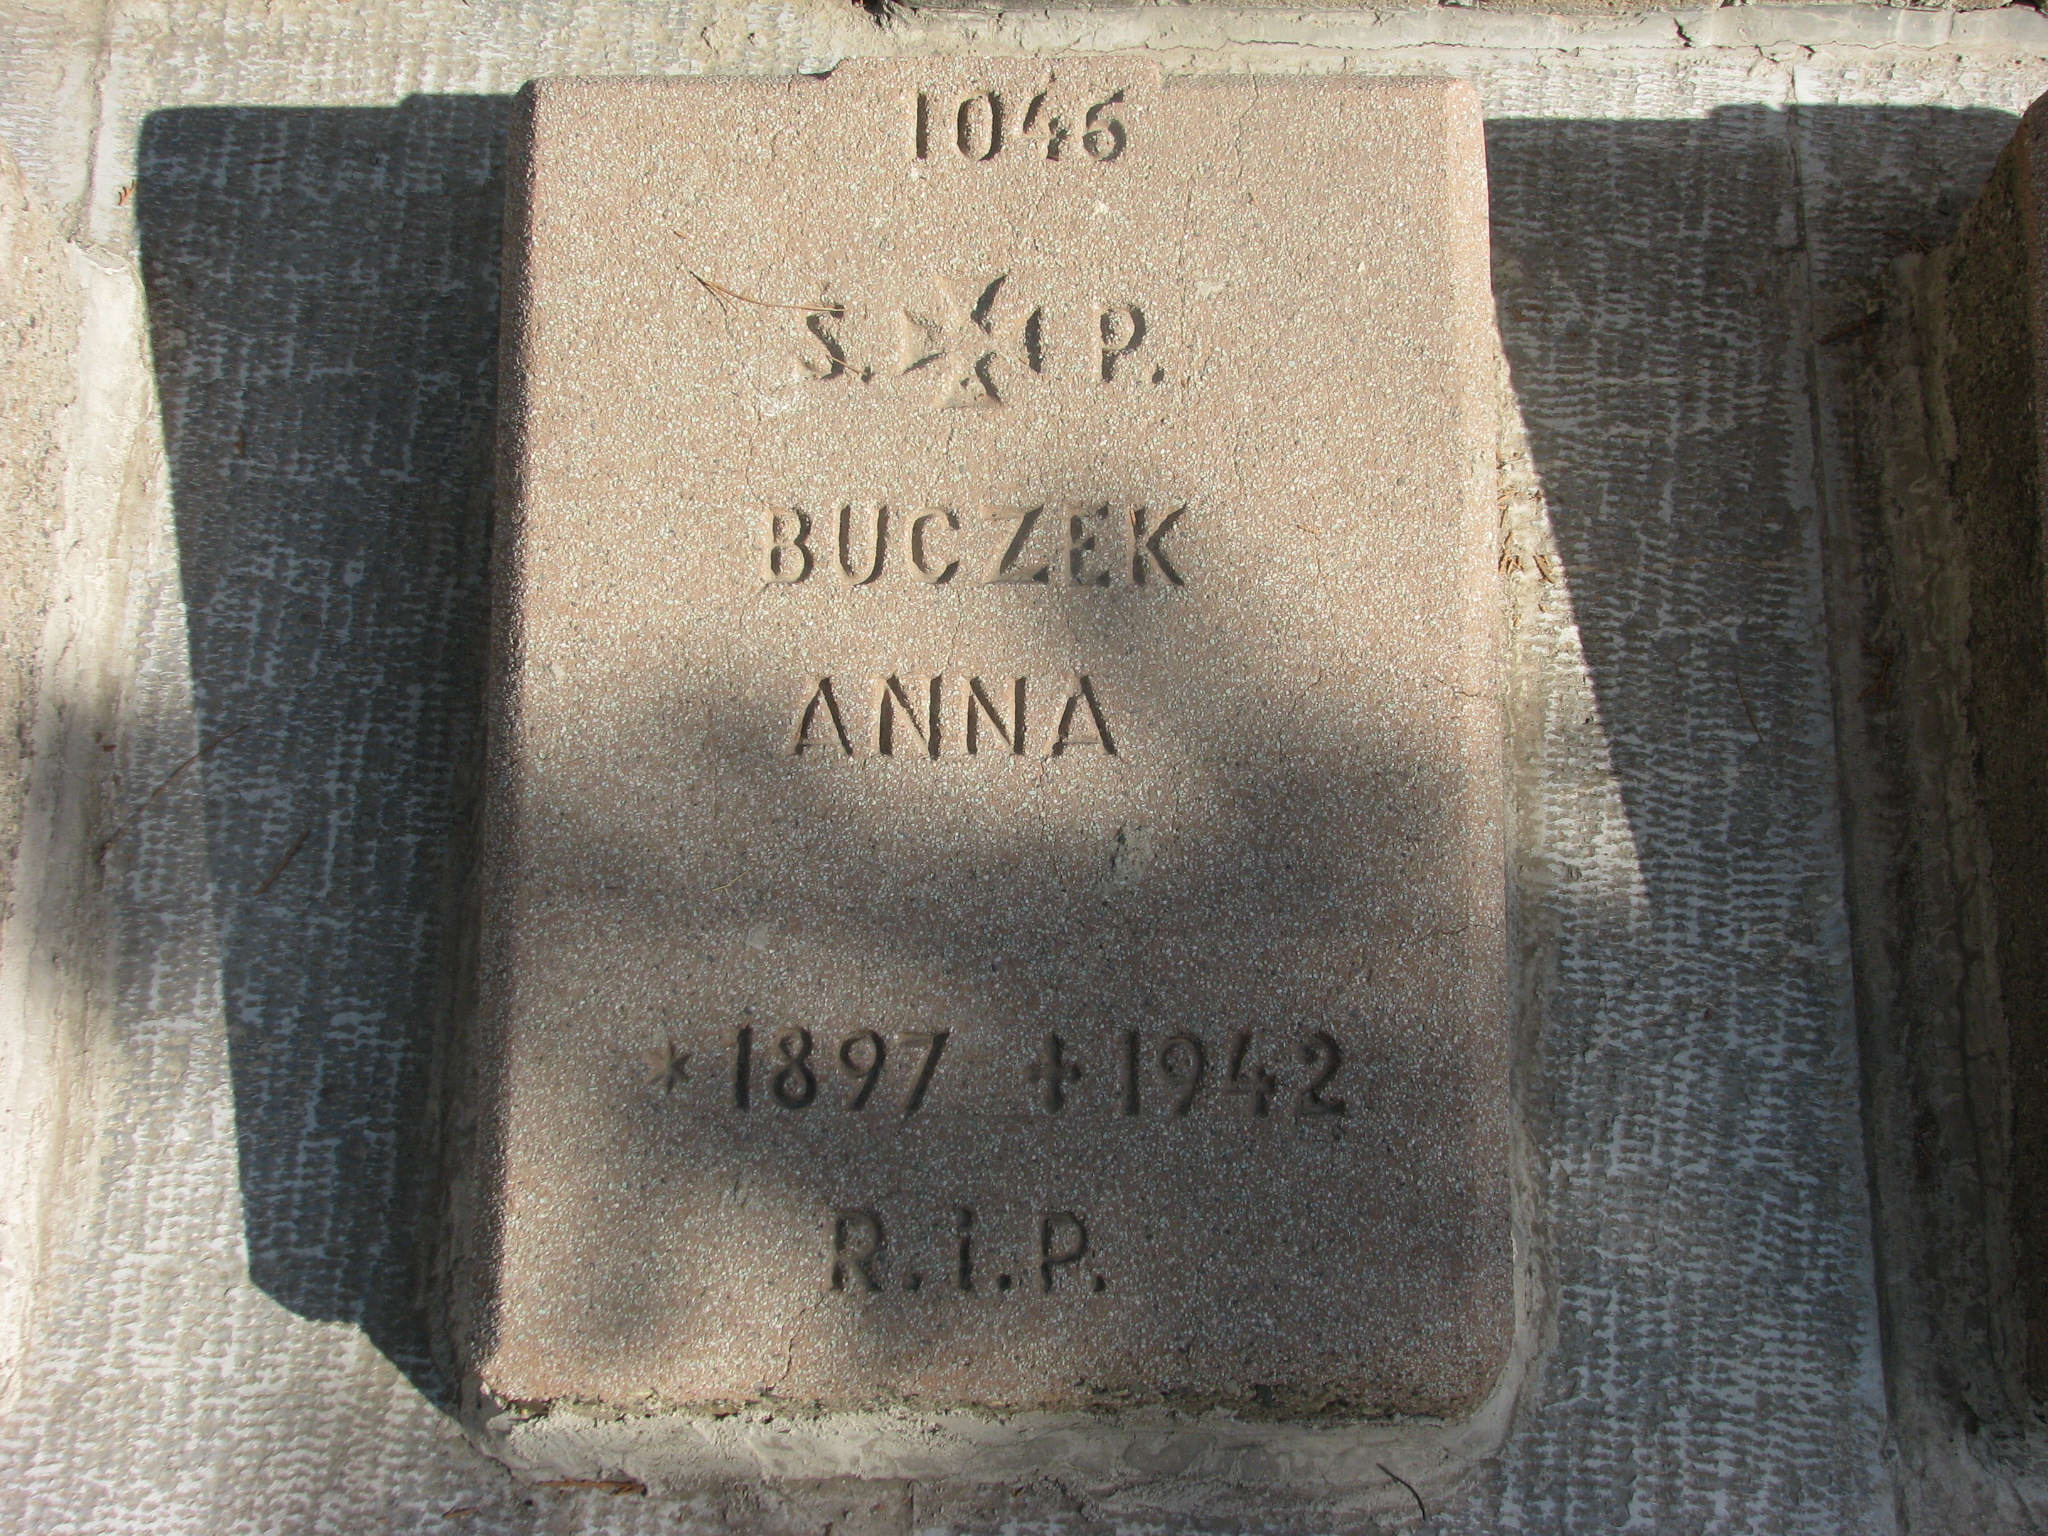 1046
S. ✠ P.
BUCZEK
ANNA
* 1897 + 1942
R.i.P.